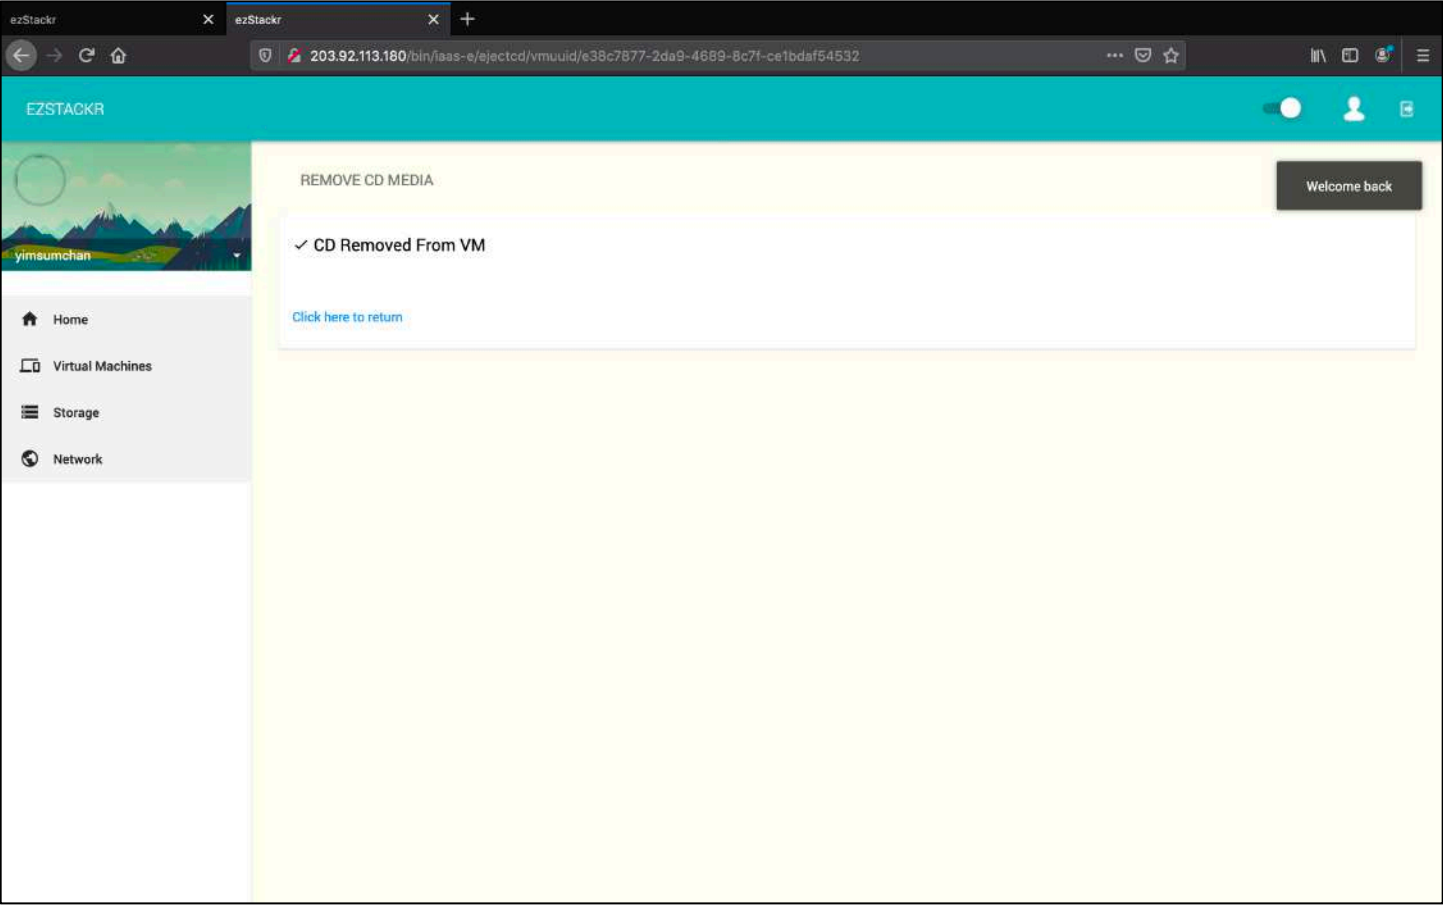 ezStackr
ezStackr
203.92.113.180/bin/iaas-e/ejectcd/vmuuid/e38c7877-2da9-4689-8c7f-ce1bdaf54532
EZSTACKR
REMOVE CD MEDIA
Welcome back
CD Removed From VM
yimsumchan
Click here to return
Home
Virtual Machines
Storage
Network